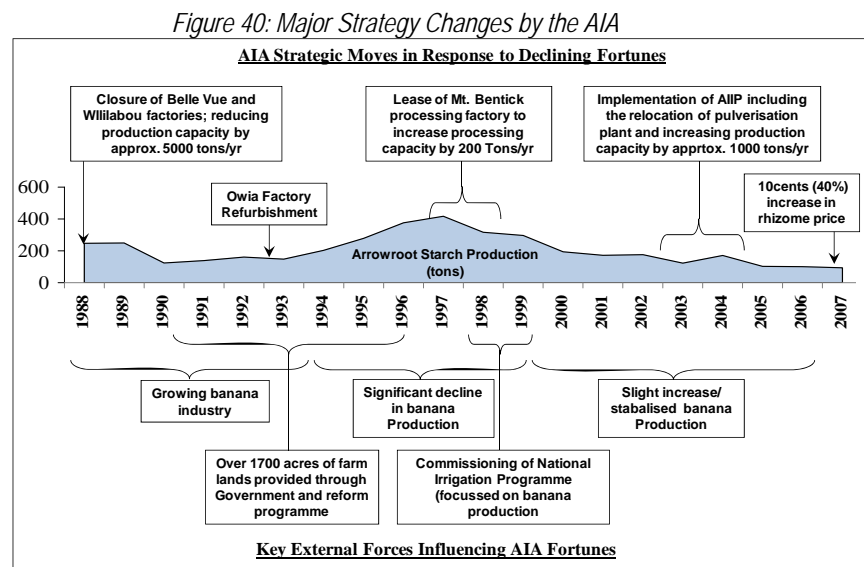 Figure 40: Major Strategy Changes by the AIA
AIA Strategic Moves in Response to Declining Fortunes
Closure of Belle Vue and
WIlilabou factories; reducing
production capacity by
approx. 5000 tons/yr
Lease of Mt. Bentick
processing factory to
increase processing
capacity by 200 Tons/yr
Implementation of AIIP including
the relocation of pulverisation
plant and increasing production
capacity by apprtox. 1000 tons/yr
Owia Factory
Refurbishment
10cents (40%)
increase in
rhizome price
600
400
200
0
Arrowroot Starch Production
(tons)
1988
1989
1990
1991
1992
1993
1994
1995
1996
1997
1998
1999
2000
2001
2002
2003
2004
2005
2006
2007
Growing banana
industry
Significant decline
in banana
Production
Slight increase/
stabalised banana
Production
Over 1700 acres of farm
lands provided through
Government and reform
programme
Commissioning of National
Irrigation Programme
(focussed on banana
production
Key External Forces Influencing AIA Fortunes